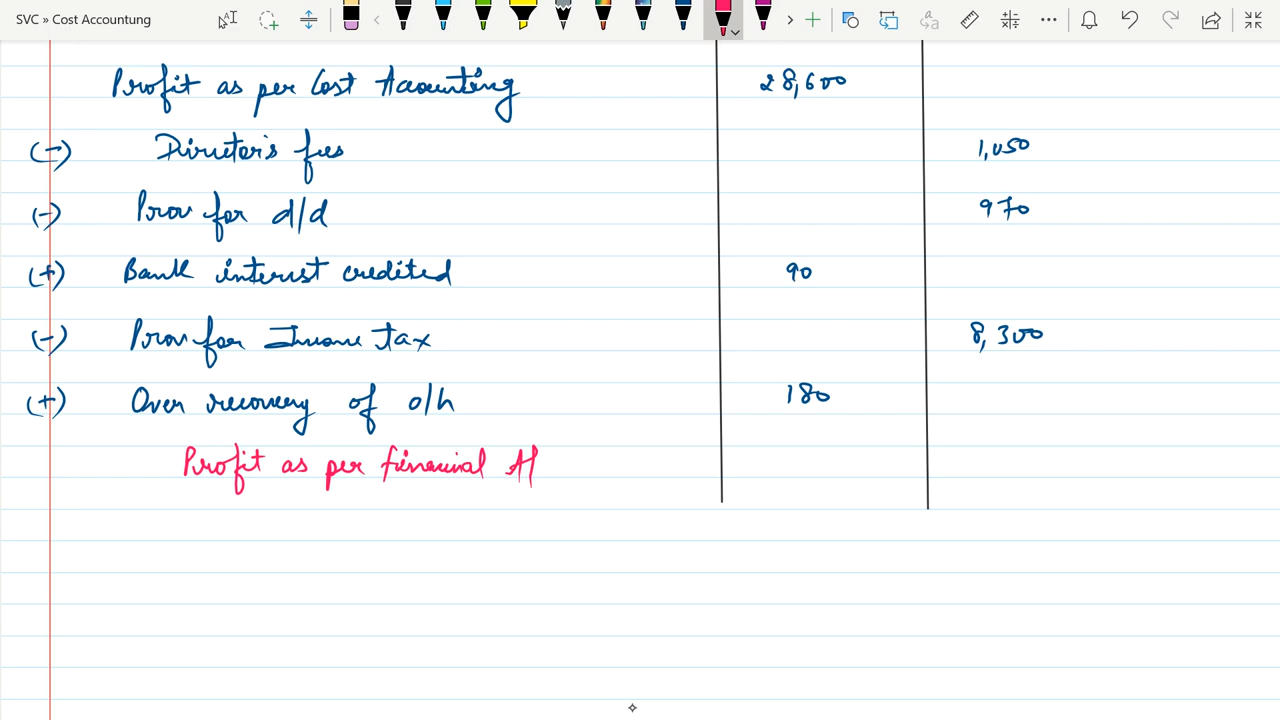 SVC » Cost Accountung
Profit as per Cost Accounting 28,600
(-) Director's fees 1,050
(-) Prov for d/d 970
(+) Bank interest credited 90
(-) Prov for Income tax 8,300
(+) Over recovery of o/h 180
Profit as per financial A/